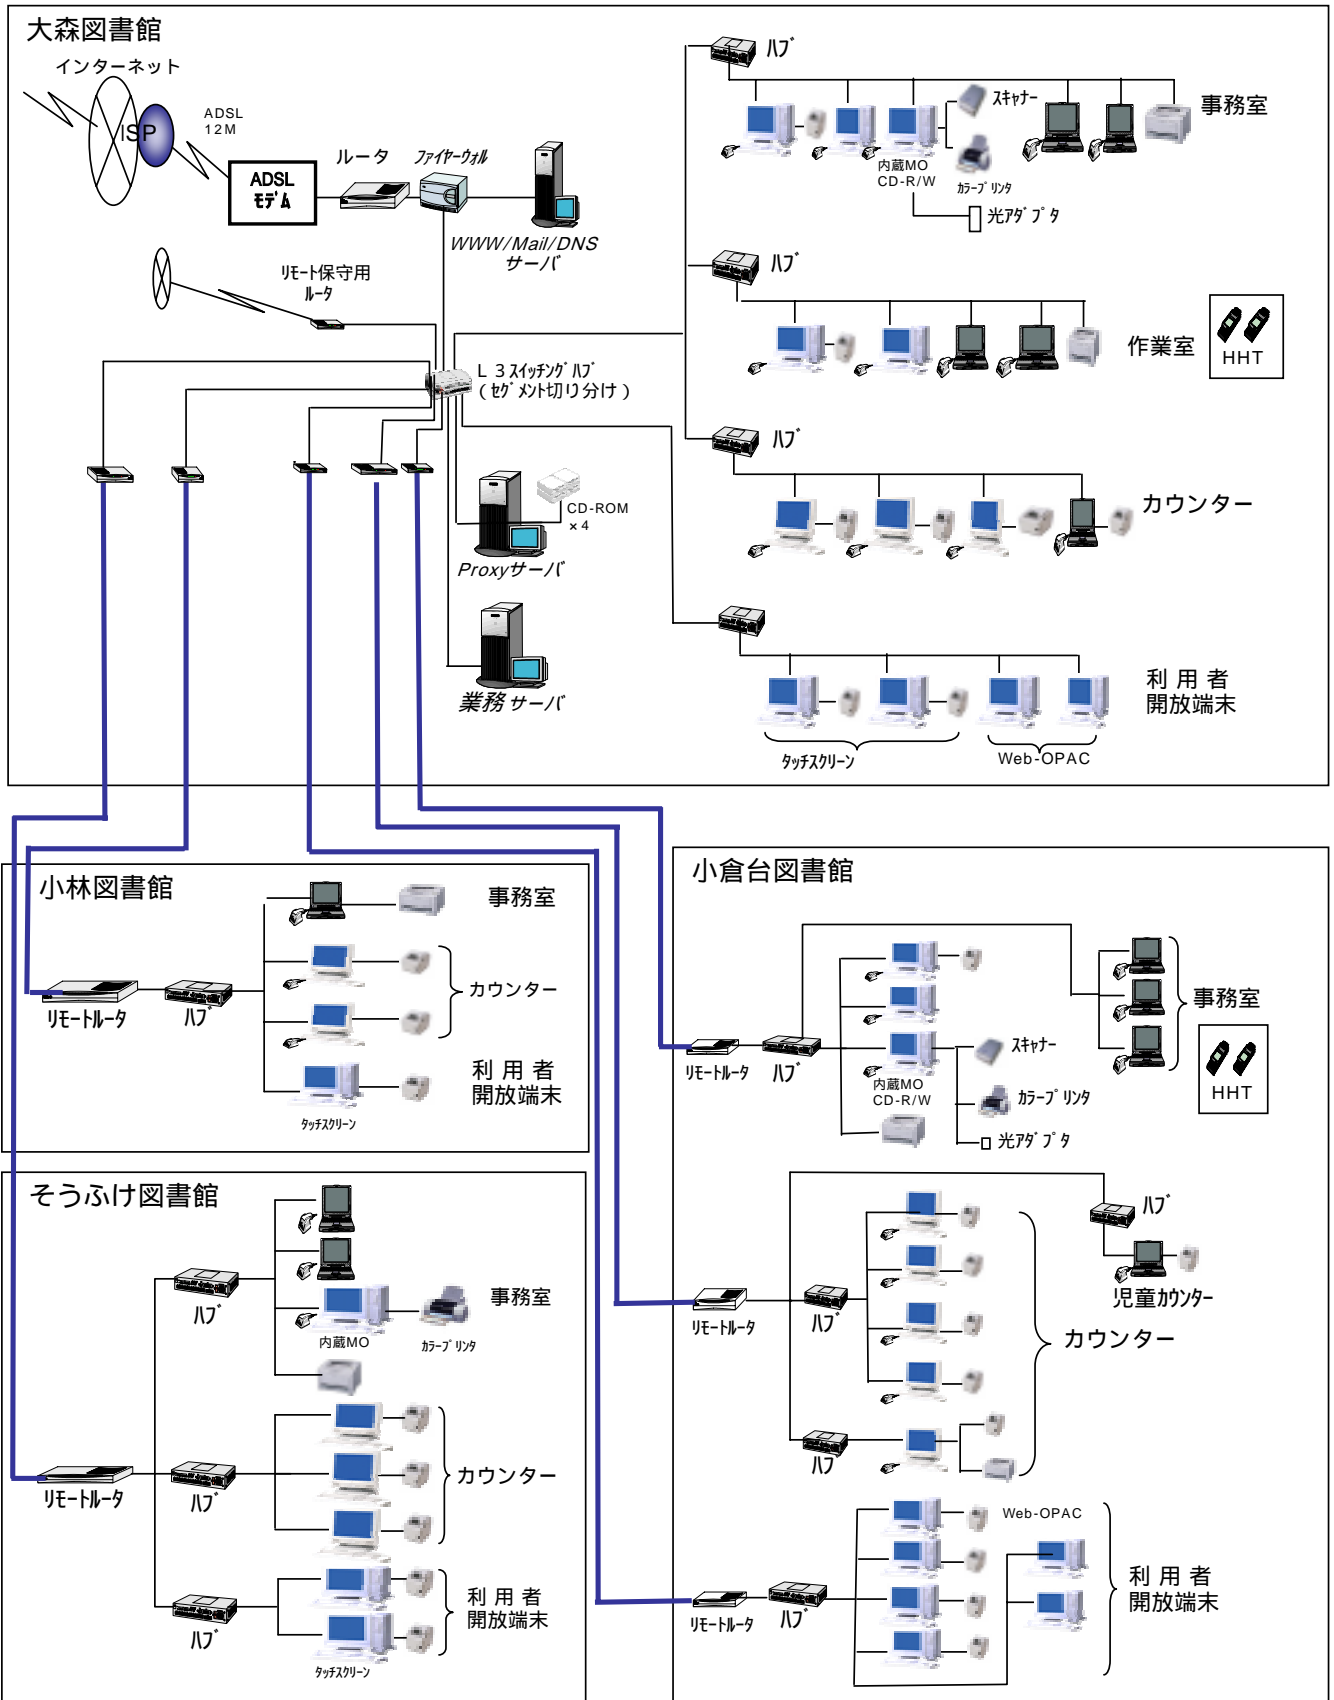 大森図書館
インターネット
ISP
ADSL
12M
ADSL
ﾓﾃﾞﾑ
ルータ
ﾌｧｲﾔｰｳｫﾙ
WWW/Mail/DNS
サーバ
ﾘﾓｰﾄ保守用
ﾙｰﾀ
L３ｽｲｯﾁﾝｸﾞﾊﾌﾞ
（ｾｸﾞﾒﾝﾄ切り分け）
CD-ROM
×4
Proxyサーバ
業務サーバ
ﾊﾌﾞ
ｽｷｬﾅｰ
事務室
内蔵MO
CD-R/W
ｶﾗｰﾌﾟﾘﾝﾀ
光ｱﾀﾞﾌﾟﾀ
ﾊﾌﾞ
作業室
HHT
ﾊﾌﾞ
カウンター
利用者
開放端末
ﾀｯﾁｽｸﾘｰﾝ
Web-OPAC
小林図書館
事務室
カウンター
ﾘﾓｰﾄﾙｰﾀ
ﾊﾌﾞ
利用者
開放端末
ﾀｯﾁｽｸﾘｰﾝ
そうふけ図書館
ﾊﾌﾞ
事務室
内蔵MO
ｶﾗｰﾌﾟﾘﾝﾀ
カウンター
ﾘﾓｰﾄﾙｰﾀ
ﾊﾌﾞ
利用者
開放端末
ﾊﾌﾞ
ﾀｯﾁｽｸﾘｰﾝ
小倉台図書館
事務室
ﾘﾓｰﾄﾙｰﾀ
ﾊﾌﾞ
ｽｷｬﾅｰ
内蔵MO
CD-R/W
ｶﾗｰﾌﾟﾘﾝﾀ
光ｱﾀﾞﾌﾟﾀ
HHT
ﾊﾌﾞ
児童ｶｳﾝﾀｰ
ﾘﾓｰﾄﾙｰﾀ
ﾊﾌﾞ
カウンター
ﾊﾌﾞ
Web-OPAC
利用者
開放端末
ﾘﾓｰﾄﾙｰﾀ
ﾊﾌﾞ